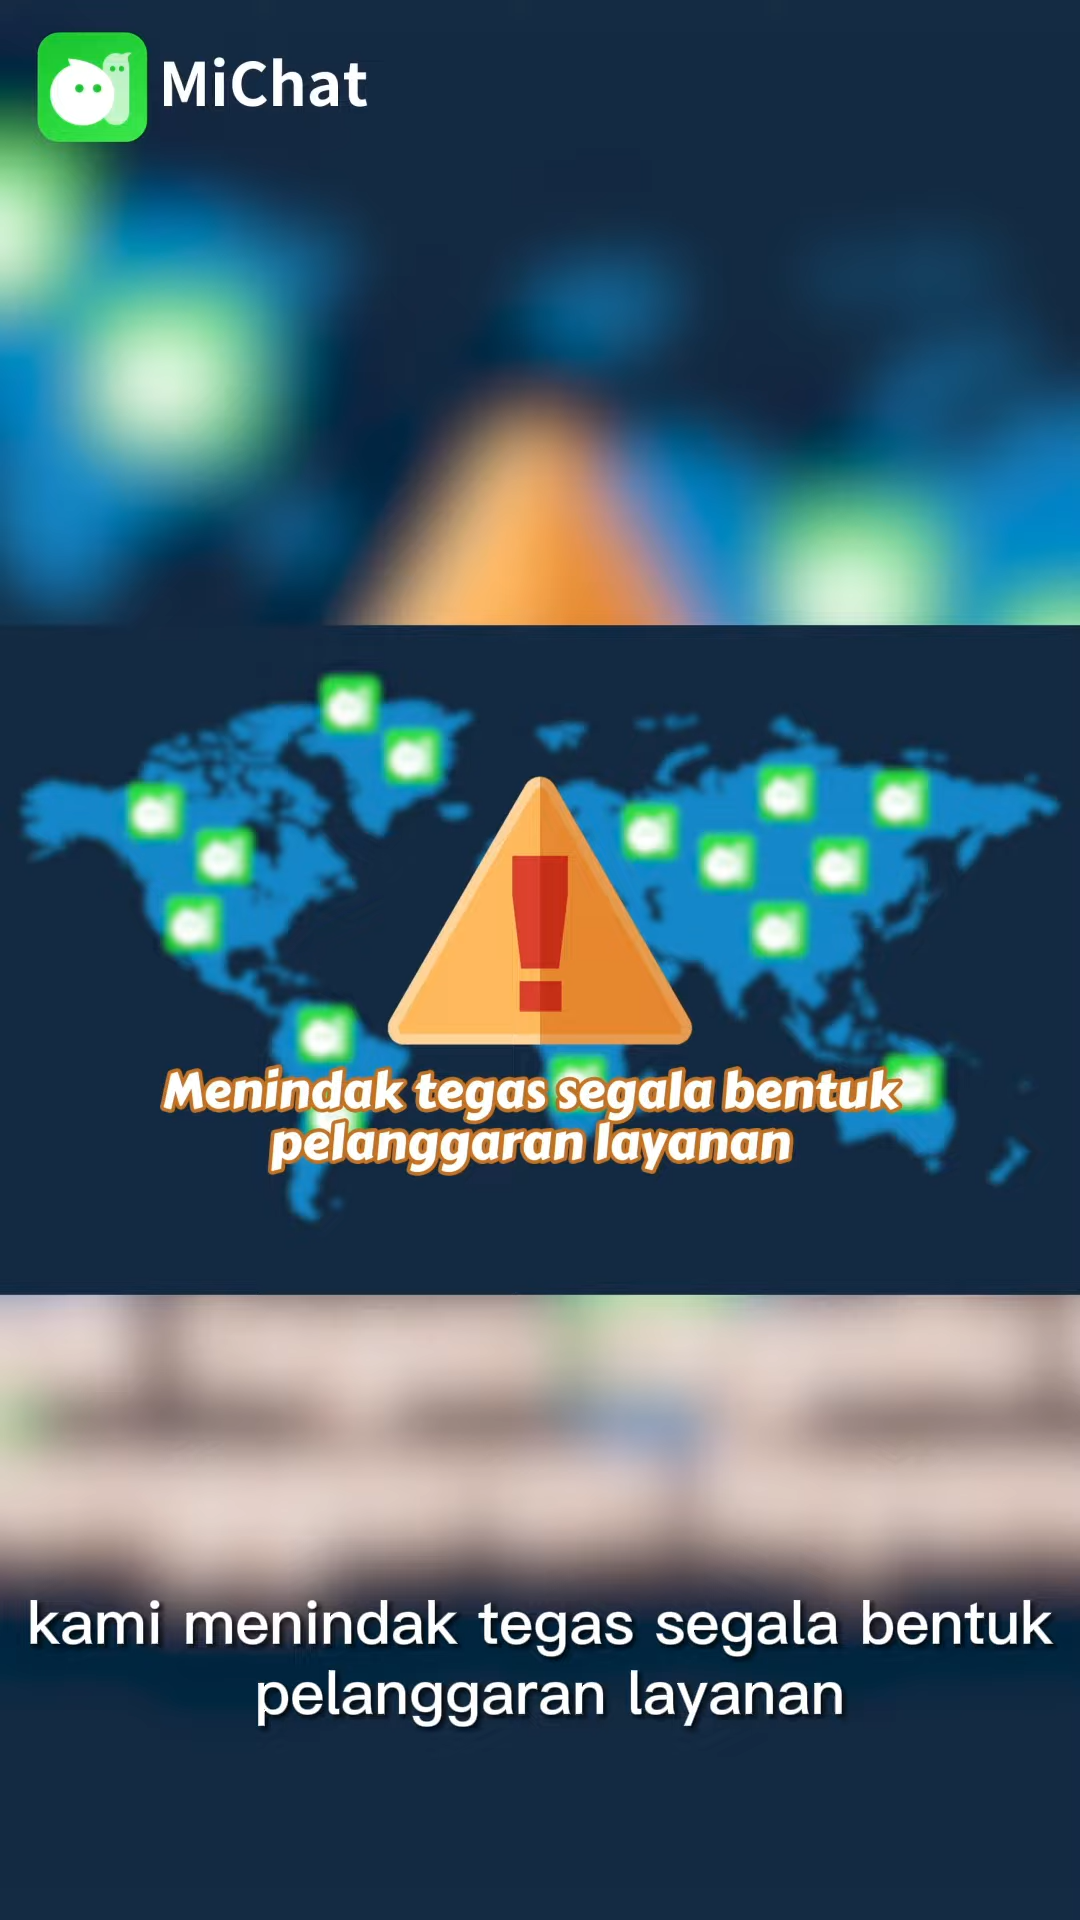 MiChat
Menindak tegas segala bentuk
pelanggaran layanan
kami menindak tegas segala bentuk
pelanggaran layanan